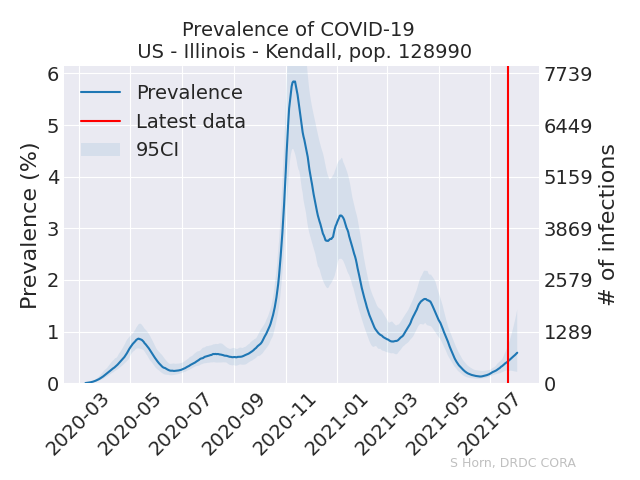 Prevalence of COVID-19
US - Illinois - Kendall, pop. 128990
Prevalence
Latest data
95CI
Prevalence (%)
6
5
4
3
2
1
0
7739
6449
5159
3869
2579
1289
0
# of infections
2020-03
2020-05
2020-07
2020-09
2020-11
2021-01
2021-03
2021-05
2021-07
S Horn, DRDC CORA